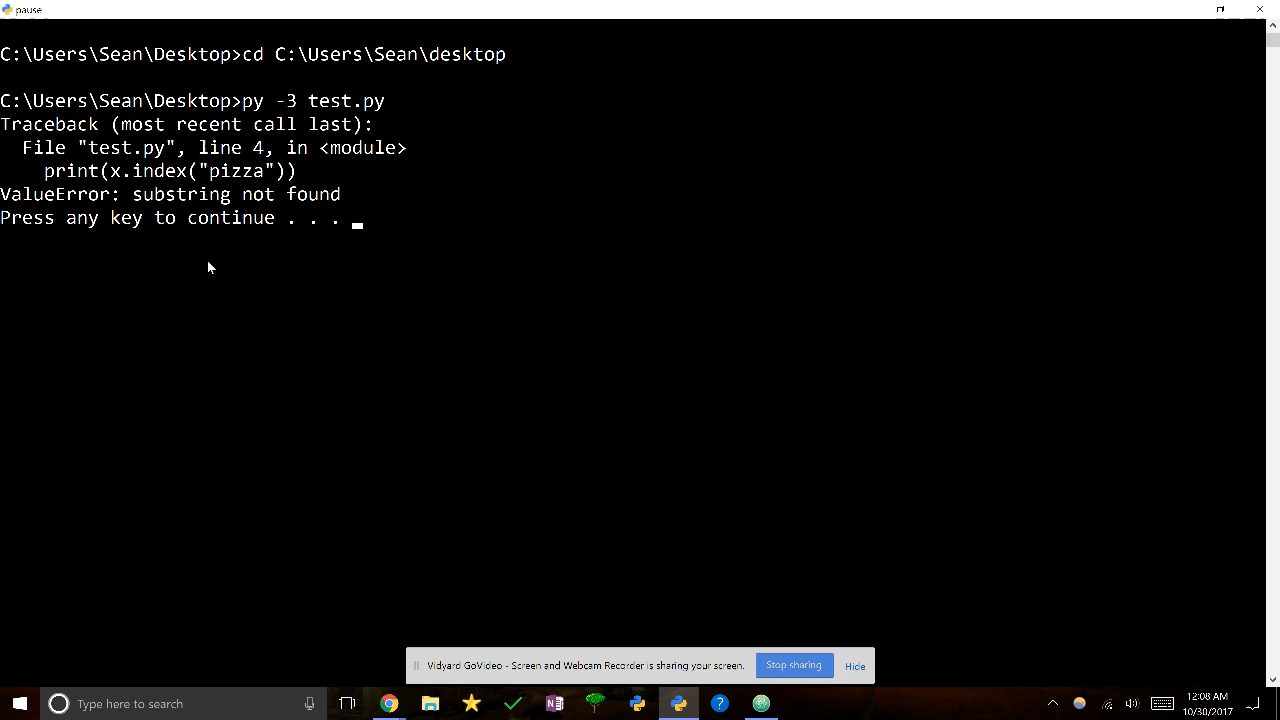 pause
C:\Users\Sean\Desktop>cd C:\Users\Sean\desktop
C:\Users\Sean\Desktop>py -3 test.py
Traceback (most recent call last):
  File "test.py", line 4, in <module>
    print(x.index("pizza"))
ValueError: substring not found
Press any key to continue . . .
Vidyard GoVideo - Screen and Webcam Recorder is sharing your screen. Stop sharing Hide
Type here to search
N
?
12:08 AM
10/30/2017